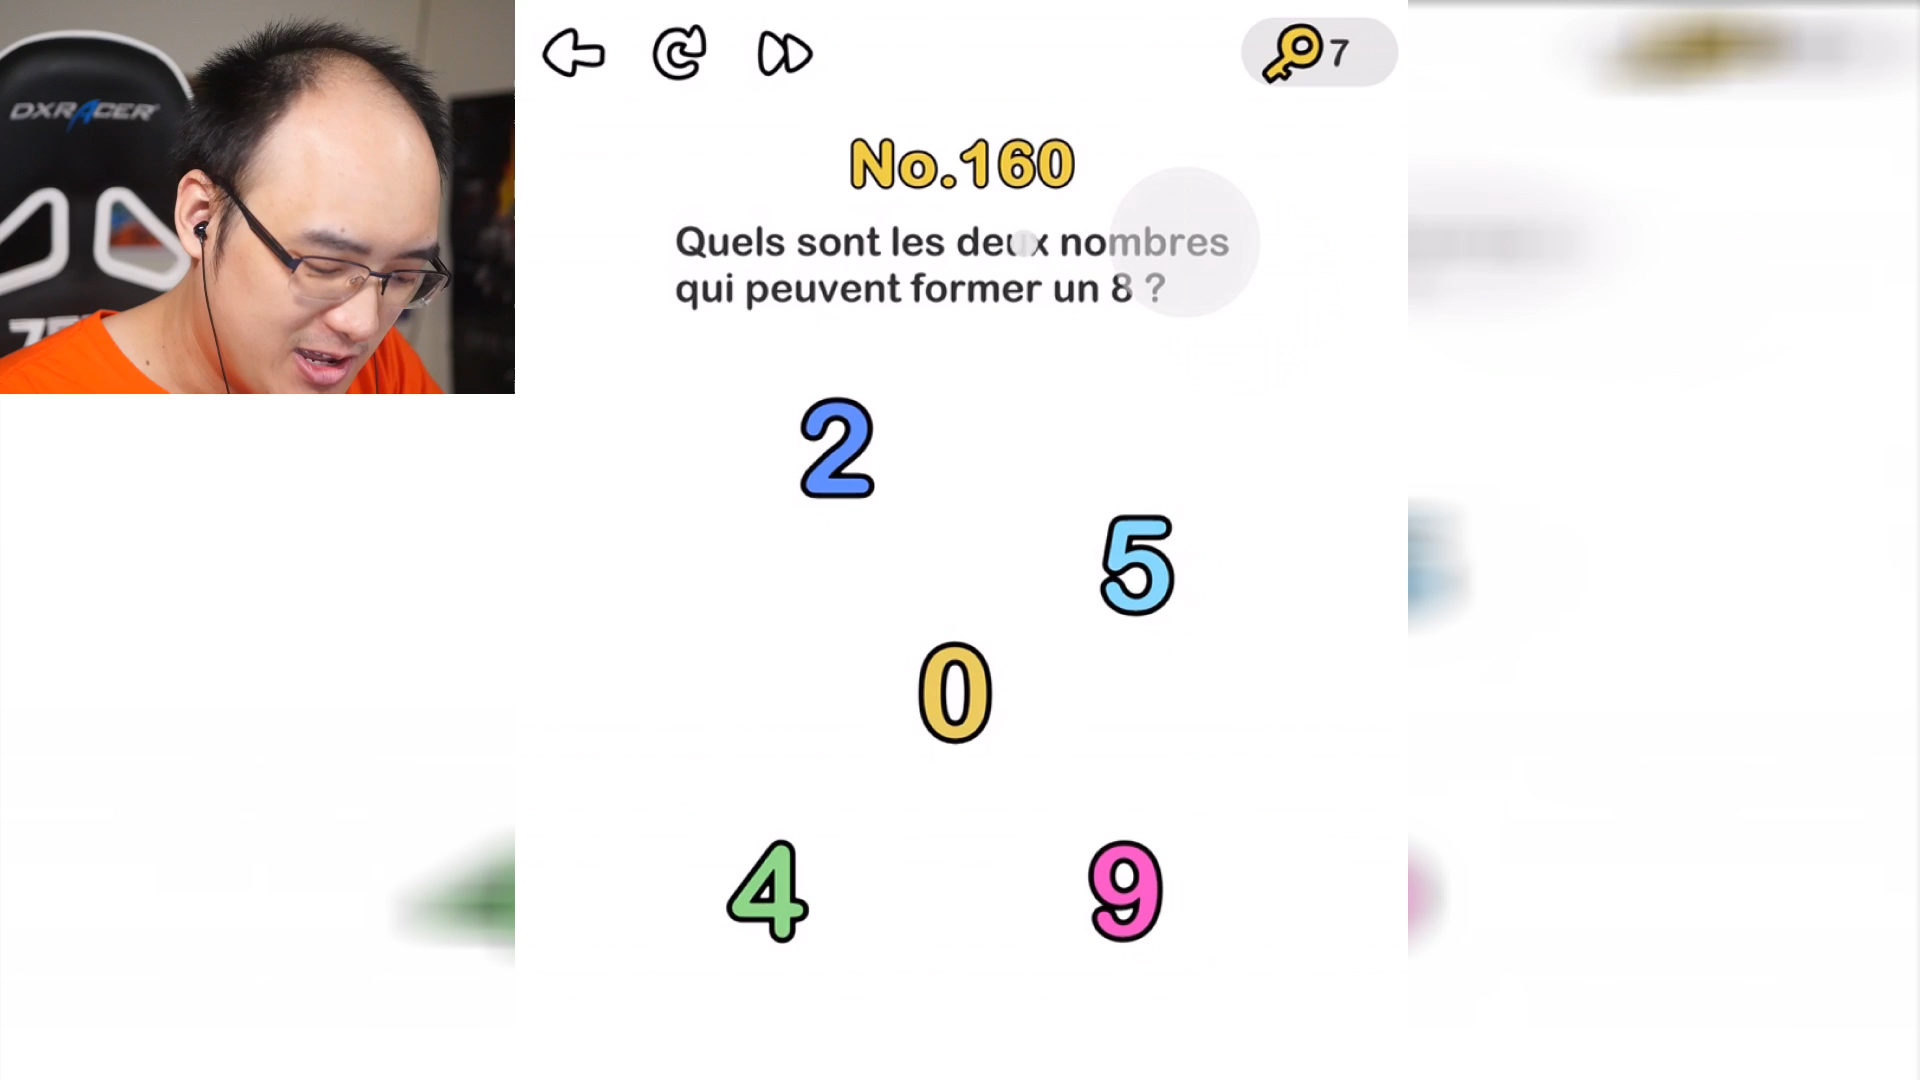 DXRACER
7
No.160
Quels sont les deux nombres
qui peuvent former un 8 ?
2
5
0
4
9